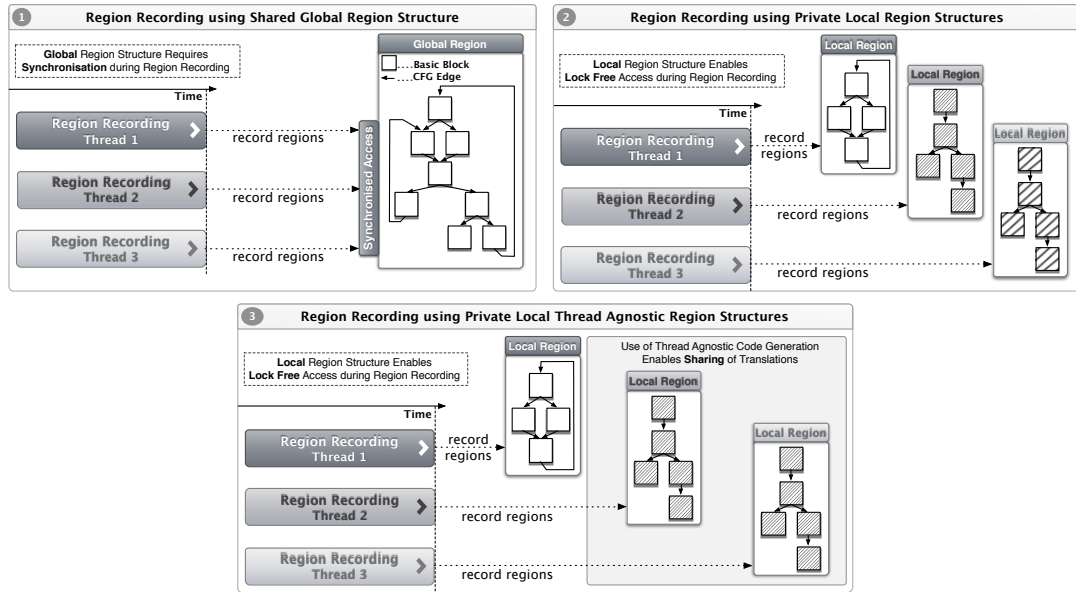 1
Region Recording using Shared Global Region Structure
Global Region Structure Requires
Synchronisation during Region Recording
Time
Region Recording
Thread 1
record regions
Region Recording
Thread 2
record regions
Region Recording
Thread 3
record regions
Synchronised Access
Global Region
....Basic Block
....CFG Edge
2
Region Recording using Private Local Region Structures
Local Region Structure Enables
Lock Free Access during Region Recording
Time
Region Recording
Thread 1
record
regions
Region Recording
Thread 2
record regions
Region Recording
Thread 3
record regions
Local Region
Local Region
Local Region
3
Region Recording using Private Local Thread Agnostic Region Structures
Local Region Structure Enables
Lock Free Access during Region Recording
Time
Region Recording
Thread 1
record
regions
Region Recording
Thread 2
record regions
Region Recording
Thread 3
record regions
Local Region
Use of Thread Agnostic Code Generation
Enables Sharing of Translations
Local Region
Local Region